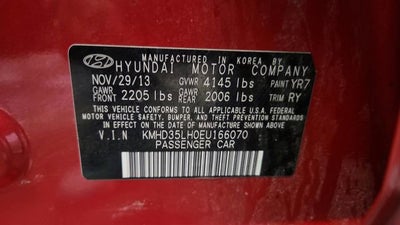 MANUFACTURED IN KOREA BY
HYUNDAI MOTOR COMPANY
NOV/29/13 GVWR 4145 lbs PAINT YR7
GAWR FRONT 2205 lbs GAWR REAR 2006 lbs TRIM RY
THIS VEHICLE CONFORMS TO ALL APPLICABLE U.S.A. FEDERAL
MOTOR VEHICLE SAFETY, BUMPER, AND THEFT PREVENTION STANDARDS
IN EFFECT ON THE DATE OF MANUFACTURE SHOWN ABOVE.
V.I.N KMHD35LH0EU166070
PASSENGER CAR